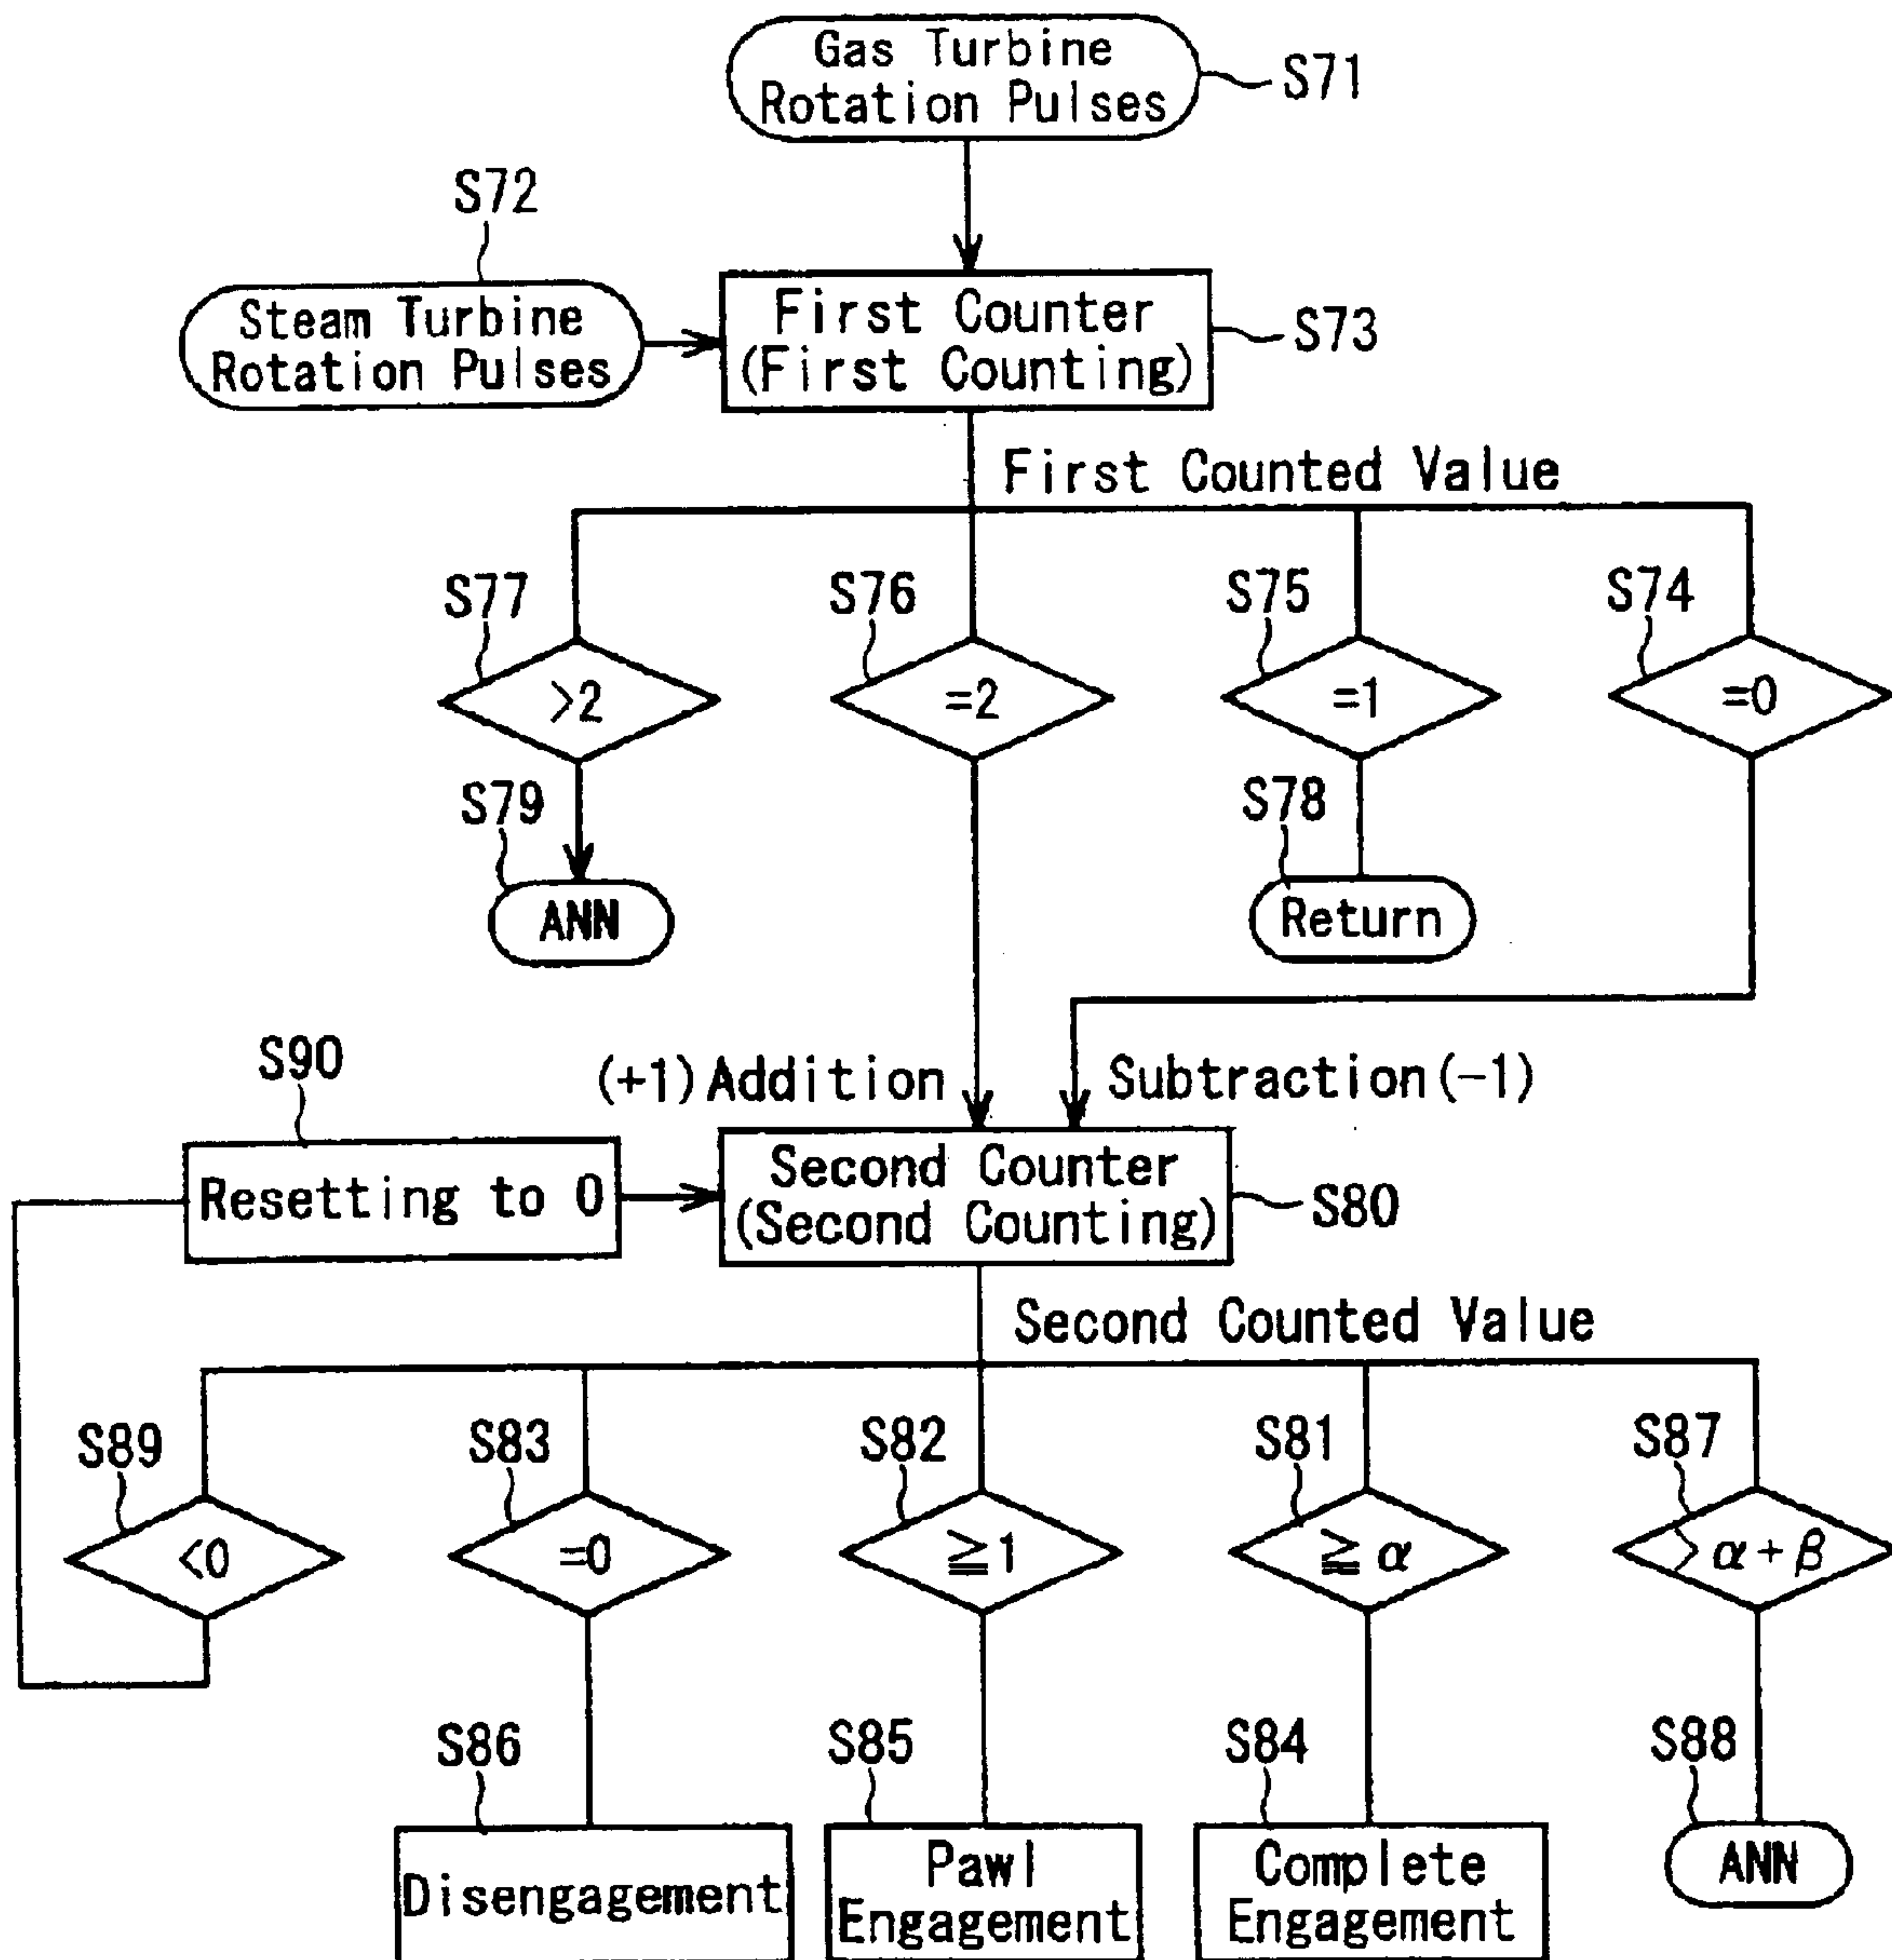 Gas Turbine
Rotation Pulses
S71
S72
Steam Turbine
Rotation Pulses
First Counter
(First Counting)
S73
First Counted Value
S77
S76
S75
S74
>2
=2
=1
=0
S79
S78
ANN
Return
S90
(+1) Addition
Subtraction (-1)
Resetting to 0
Second Counter
(Second Counting)
S80
Second Counted Value
S89
S83
S82
S81
S87
<0
=0
≧1
≧α
>α+β
S86
S85
S84
S88
Disengagement
Pawl
Engagement
Complete
Engagement
ANN